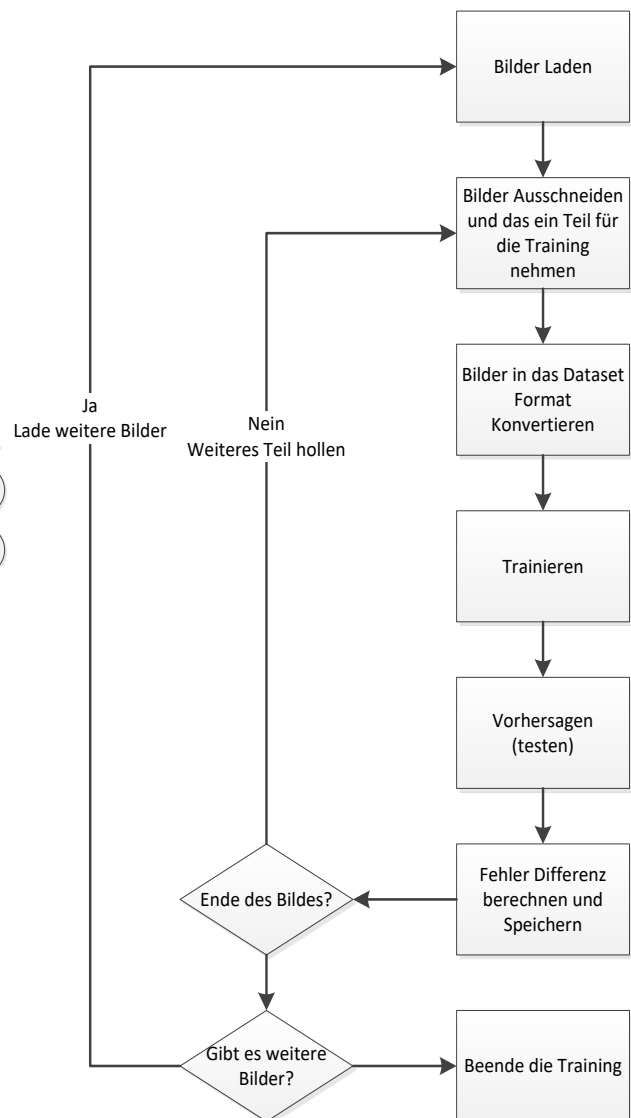 Bilder Laden
Bilder Ausschneiden
und das ein Teil für
die Training
nehmen
Bilder in das Dataset
Format
Konvertieren
Ja
Lade weitere Bilder
Nein
Weiteres Teil hollen
Trainieren
Vorhersagen
(testen)
Fehler Differenz
berechnen und
Speichern
Ende des Bildes?
Gibt es weitere
Bilder?
Beende die Training